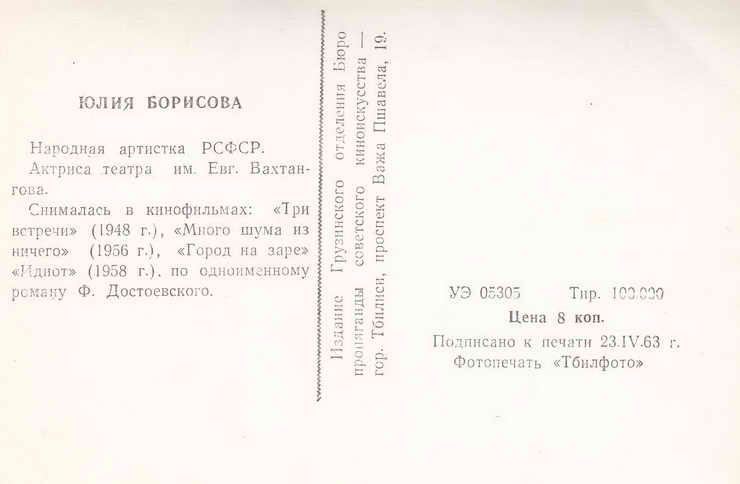 ЮЛИЯ БОРИСОВА
Народная артистка РСФСР.
Актриса театра им. Евг. Вахтан-
гова.
Снималась в кинофильмах: «Три
встречи» (1948 г.), «Много шума из
ничего» (1956 г.), «Город на заре»
«Идиот» (1958 г.). по одноименному
роману Ф. Достоевского.
Издание Грузинского отделения Бюро
пропаганды советского киноискусства —
гор. Тбилиси, проспект Важа Пшавела, 19.
УЭ 05305 Тир. 100.000
Цена 8 коп.
Подписано к печати 23.IV.63 г.
Фотопечать «Тбилфото»